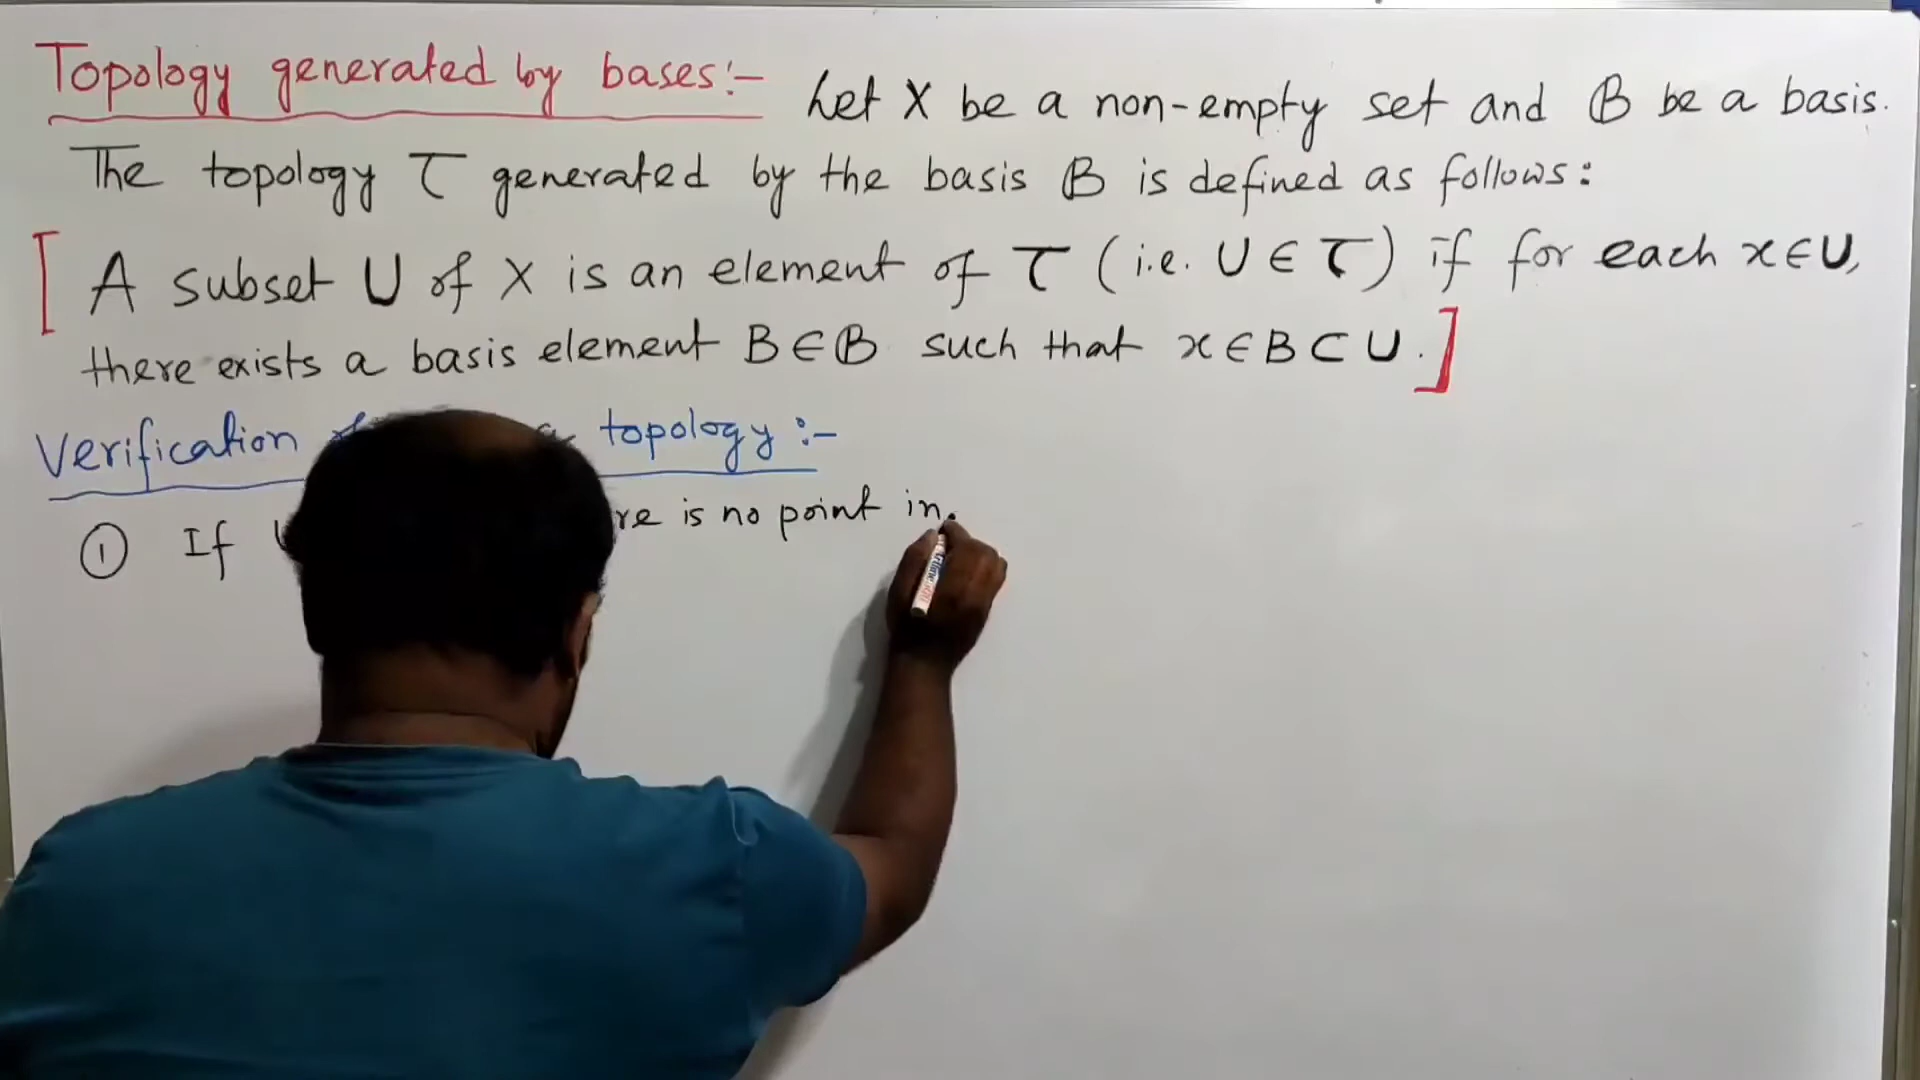 Topology generated by bases:- Let X be a non-empty set and 𝔹 be a basis.
The topology τ generated by the basis 𝔹 is defined as follows:
[ A subset U of X is an element of τ (i.e. U ∈ τ) if for each x ∈ U,
there exists a basis element B ∈ 𝔹 such that x ∈ B ⊂ U. ]
Verification topology :-
① If is no point in